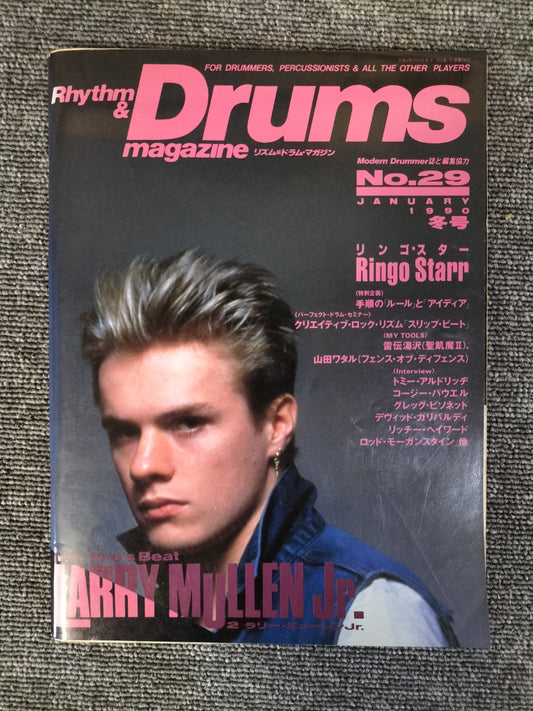 FOR DRUMMERS, PERCUSSIONISTS & ALL THE OTHER PLAYERS
Rhythm
&
Drums
magazine リズム&ドラム・マガジン
Modern Drummer誌と編集協力
No.29
JANUARY
1990
冬号
リンゴ・スター
Ringo Starr
(特別企画)
手順の「ルール」と「アイディア」
(パーフェクト・ドラム・セミナー)
クリエイティブ・ロック・リズム「スリップ・ビート」
(MY TOOLS)
雷伝湯沢(聖飢魔II)、
山田ワタル(フェンス・オブ・ディフェンス)
(Interview)
トミー・アルドリッヂ
コージー・パウエル
グレッグ・ビソネット
デヴィッド・ガリバルディ
リッチー・ヘイワード
ロッド・モーガンスタイン 他
Beat
LARRY MULLEN Jr.
2 ラリー・ミューレンJr.